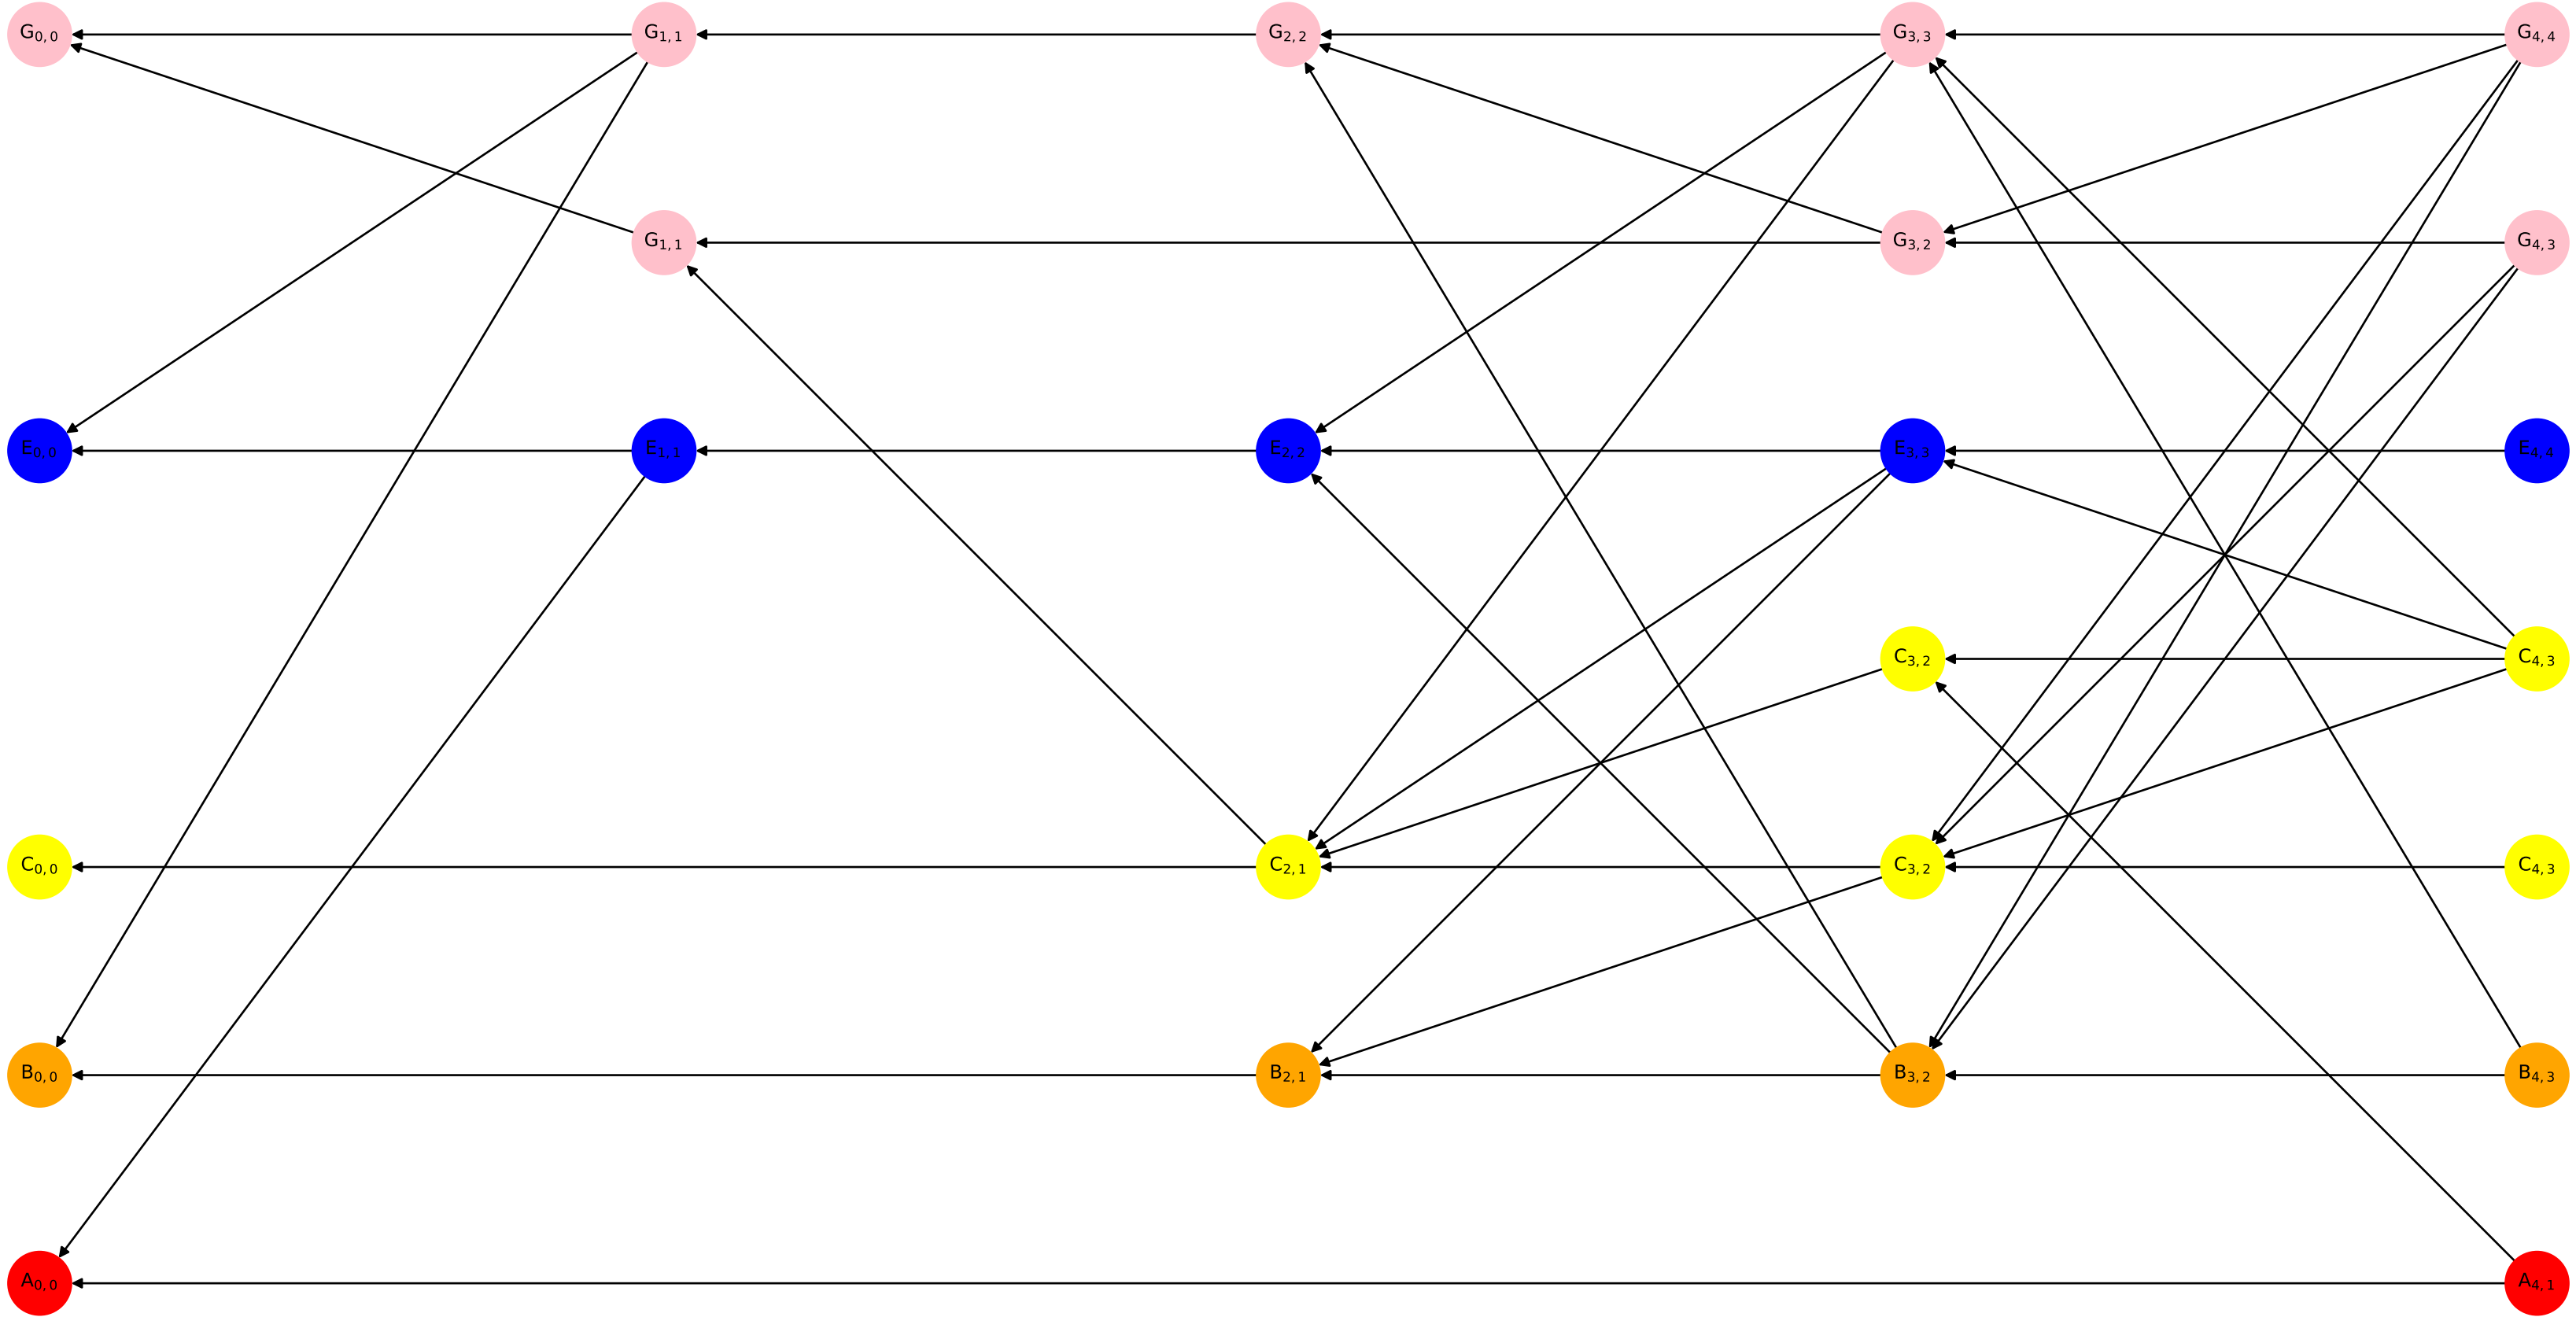 G0,0 G1,1 G2,2 G3,3 G4,4
G1,1 G3,2 G4,3
E0,0 E1,1 E2,2 E3,3 E4,4
C3,2 C4,3
C0,0 C2,1 C3,2 C4,3
B0,0 B2,1 B3,2 B4,3
A0,0 A4,1